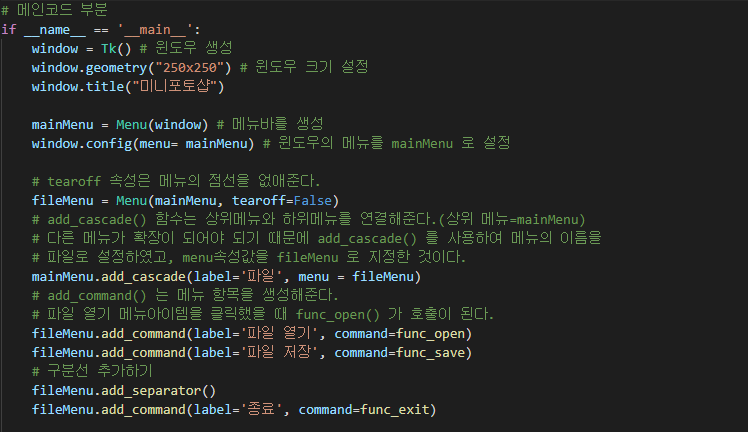 # 메인코드 부분
if __name__ == '__main__':
window = Tk() # 윈도우 생성
window.geometry("250x250") # 윈도우 크기 설정
window.title("미니포토샵")
mainMenu = Menu(window) # 메뉴바를 생성
window.config(menu= mainMenu) # 윈도우의 메뉴를 mainMenu 로 설정
# tearoff 속성은 메뉴의 점선을 없애준다.
fileMenu = Menu(mainMenu, tearoff=False)
# add_cascade() 함수는 상위메뉴와 하위메뉴를 연결해준다.(상위 메뉴=mainMenu)
# 다른 메뉴가 확장이 되어야 되기 때문에 add_cascade() 를 사용하여 메뉴의 이름을
# 파일로 설정하였고, menu속성값을 fileMenu 로 지정한 것이다.
mainMenu.add_cascade(label='파일', menu = fileMenu)
# add_command() 는 메뉴 항목을 생성해준다.
# 파일 열기 메뉴아이템을 클릭했을 때 func_open() 가 호출이 된다.
fileMenu.add_command(label='파일 열기', command=func_open)
fileMenu.add_command(label='파일 저장', command=func_save)
# 구분선 추가하기
fileMenu.add_separator()
fileMenu.add_command(label='종료', command=func_exit)